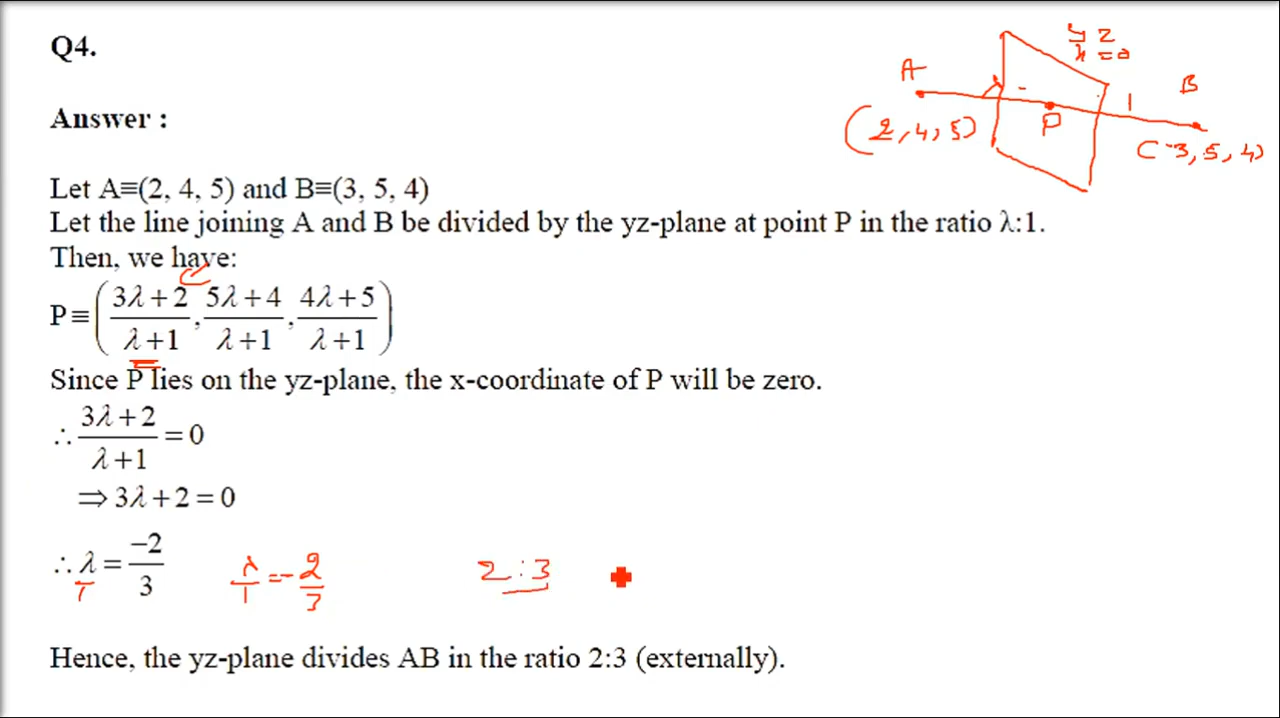 Q4.
y z
x = 0
A
B
λ
1
P
Answer :
(2, 4, 5)
(-3, 5, 4)
Let A≡(2, 4, 5) and B≡(3, 5, 4)
Let the line joining A and B be divided by the yz-plane at point P in the ratio λ:1.
Then, we have:
P≡ ( 3λ+2/λ+1 , 5λ+4/λ+1 , 4λ+5/λ+1 )
Since P lies on the yz-plane, the x-coordinate of P will be zero.
∴ 3λ+2/λ+1 = 0
⇒ 3λ+2 = 0
∴ λ/1 = -2/3 λ/1 = -2/3 2:3
Hence, the yz-plane divides AB in the ratio 2:3 (externally).